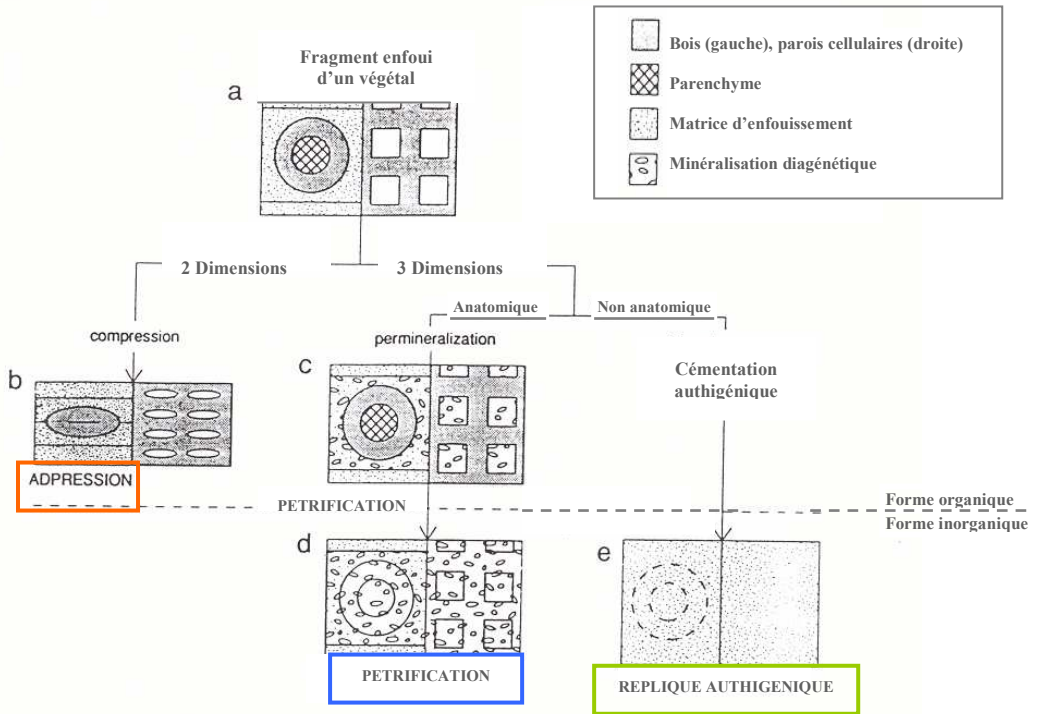 Fragment enfoui
d'un végétal
a
Bois (gauche), parois cellulaires (droite)
Parenchyme
Matrice d'enfouissement
Minéralisation diagénétique
2 Dimensions
3 Dimensions
Anatomique
Non anatomique
compression
permineralization
Cémentation
authigénique
b
c
ADPRESSION
PETRIFICATION
Forme organique
Forme inorganique
d
e
PETRIFICATION
REPLIQUE AUTHIGENIQUE